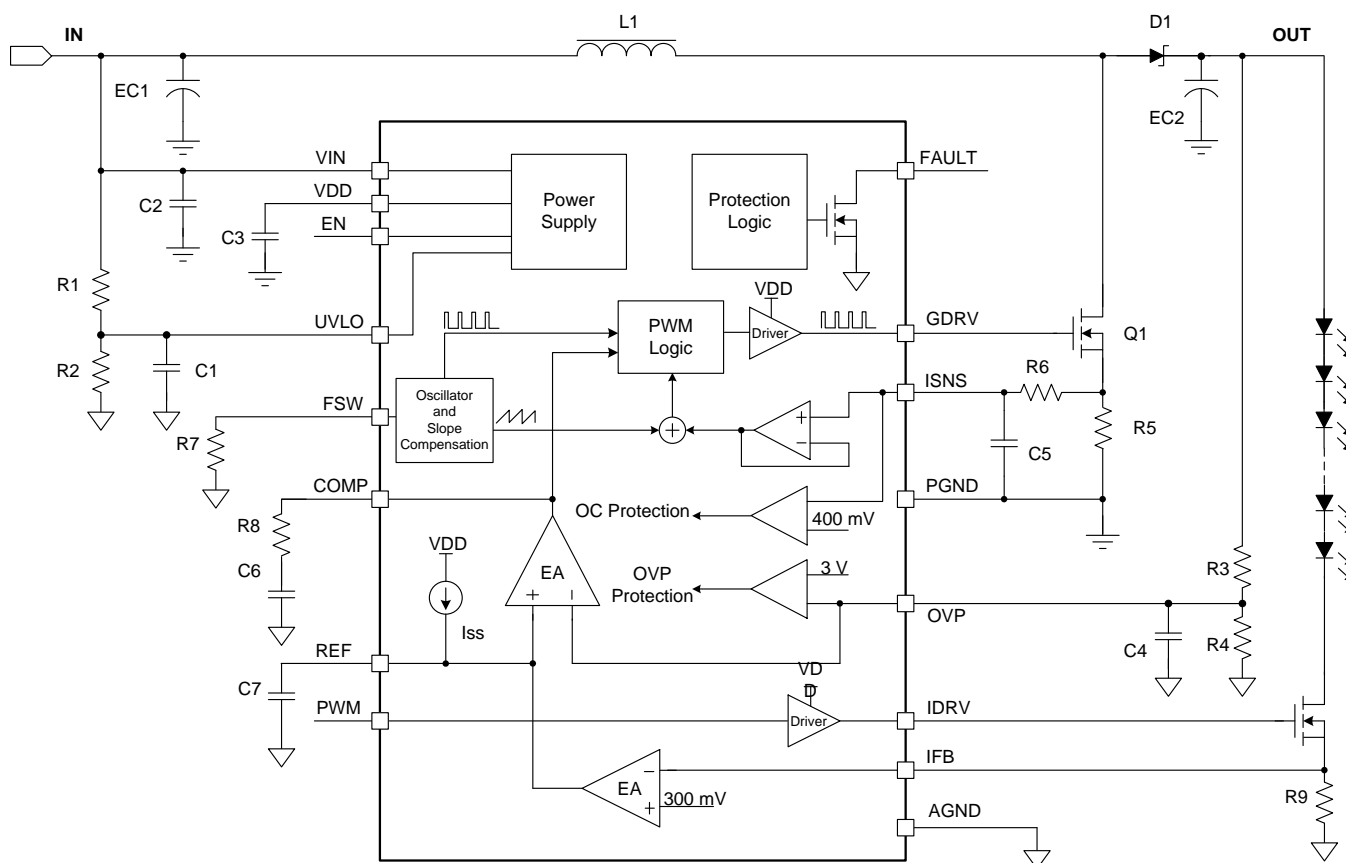 IN
L1
D1
OUT
EC1
EC2
VIN
FAULT
VDD
C2
Power
Supply
Protection
Logic
EN
C3
R1
VDD
UVLO
PWM
Logic
Driver
GDRV
Q1
R2
C1
R6
ISNS
FSW
Oscillator
and
Slope
Compensation
+
+
−
R5
R7
C5
COMP
PGND
OC Protection
400 mV
R8
VDD
EA
+
−
OVP
Protection
3 V
R3
C6
Iss
OVP
REF
C4
R4
C7
VD
D
PWM
Driver
IDRV
IFB
EA
−
+
300 mV
R9
AGND